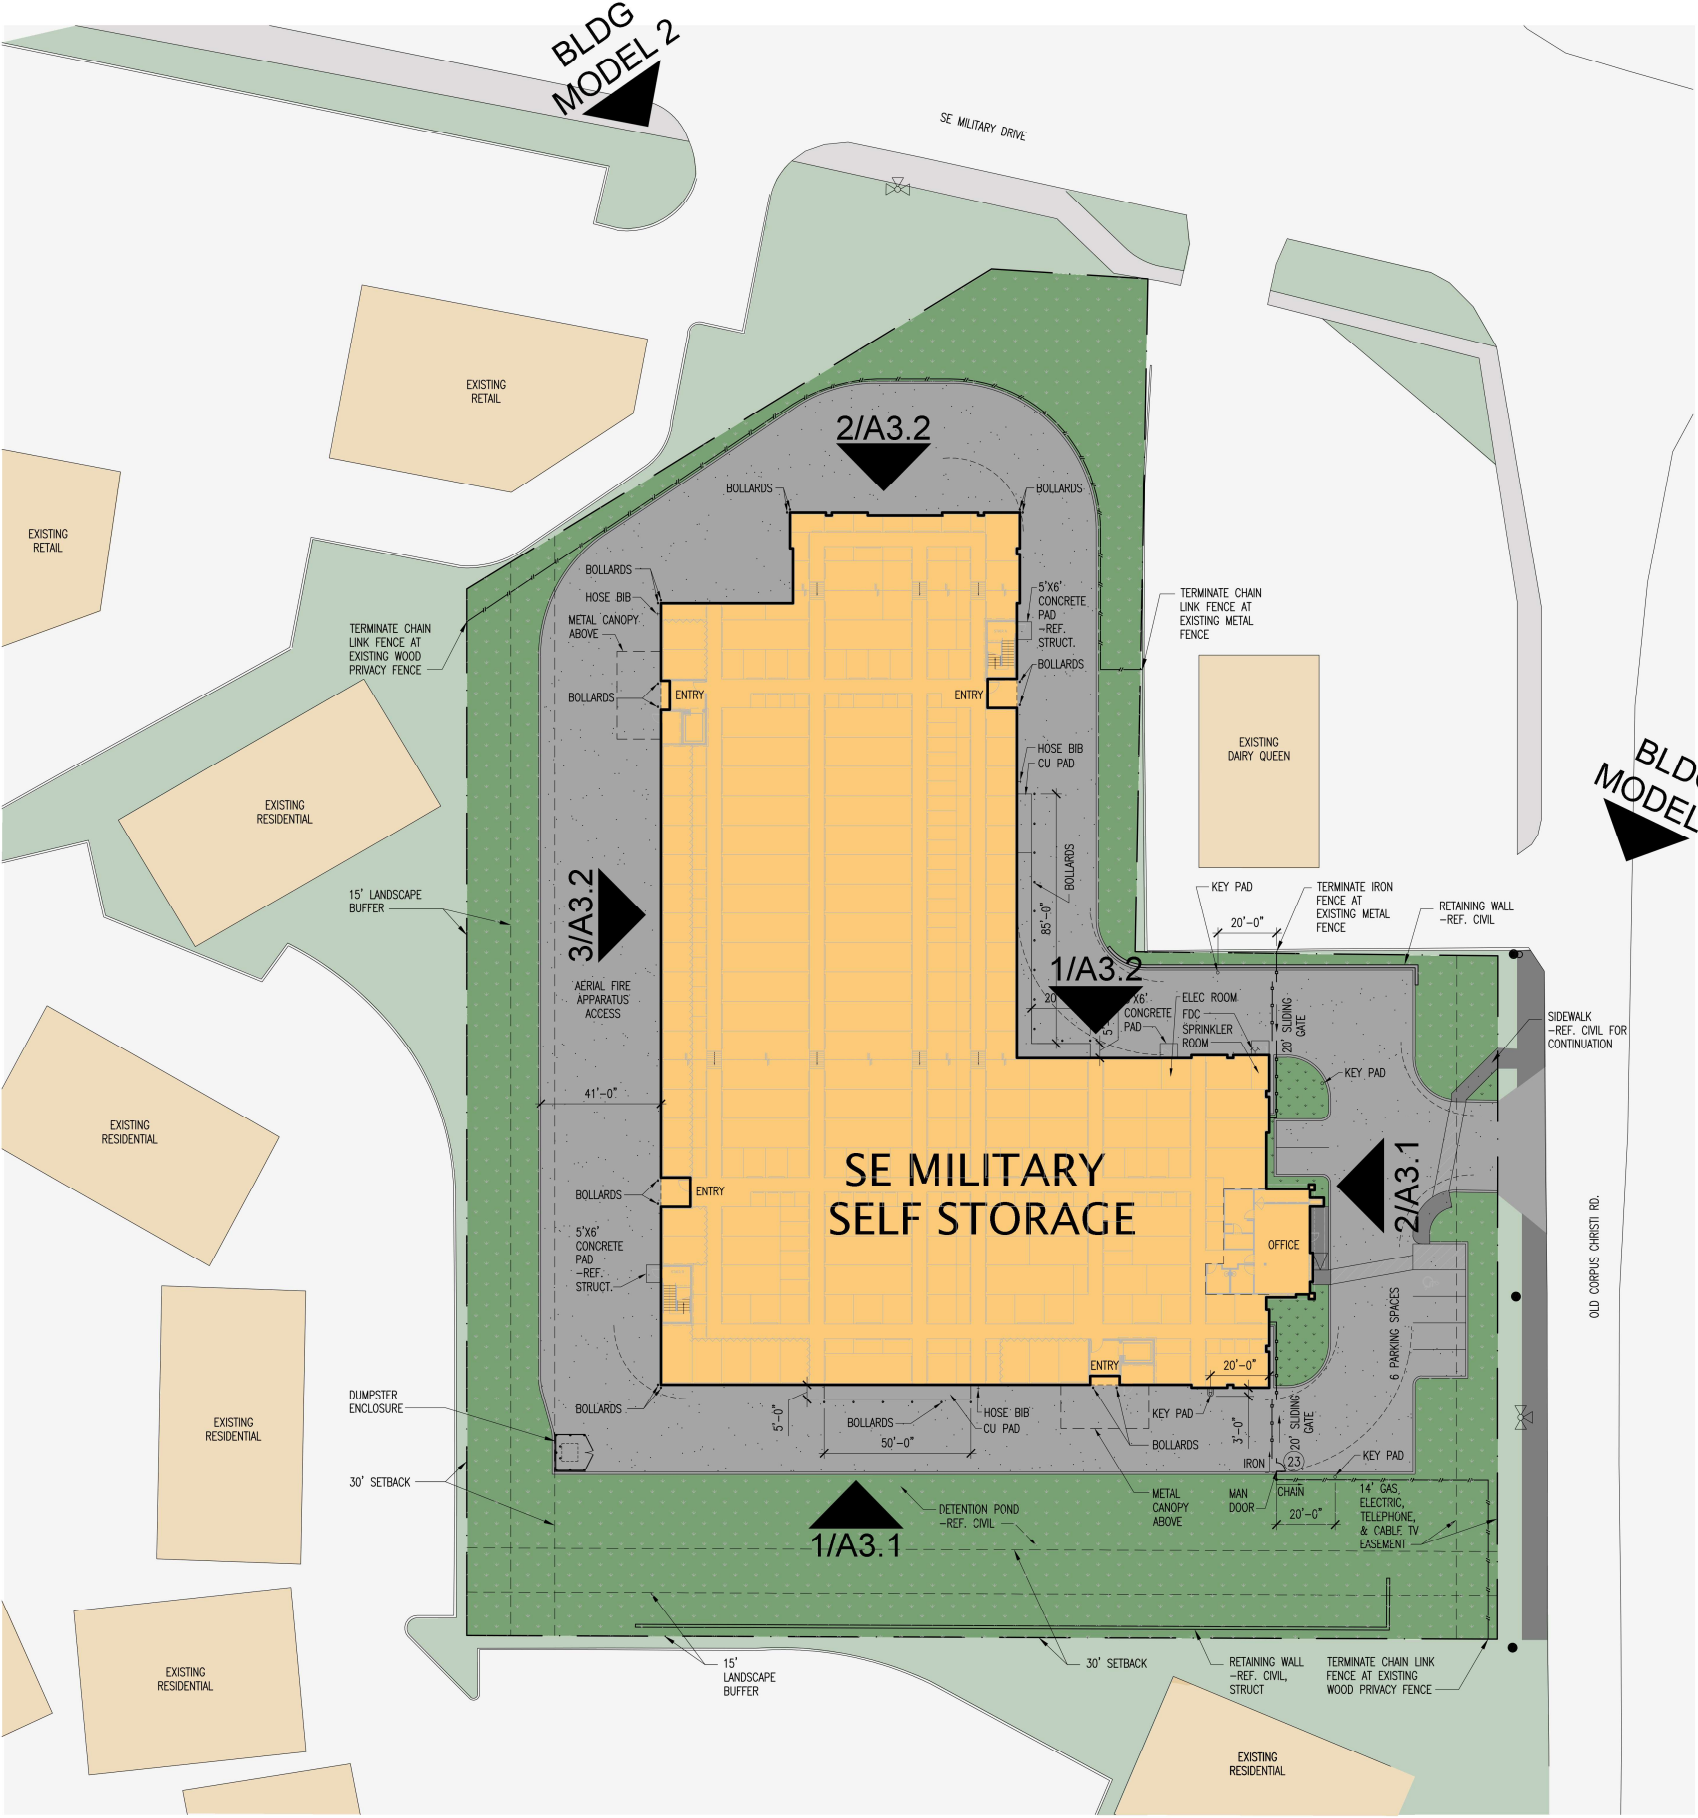 BLDG
MODEL 2
SE MILITARY DRIVE
EXISTING
RETAIL
2/A3.2
BOLLARDS
BOLLARDS
EXISTING
RETAIL
BOLLARDS
HOSE BIB
METAL CANOPY
ABOVE
5'X6'
CONCRETE
PAD
-REF.
STRUCT.
TERMINATE CHAIN
LINK FENCE AT
EXISTING METAL
FENCE
TERMINATE CHAIN
LINK FENCE AT
EXISTING WOOD
PRIVACY FENCE
BOLLARDS
BOLLARDS
ENTRY
ENTRY
EXISTING
DAIRY QUEEN
HOSE BIB
CU PAD
BLDG
MODEL
EXISTING
RESIDENTIAL
BOLLARDS
85'-0"
15' LANDSCAPE
BUFFER
3/A3.2
KEY PAD
20'-0"
TERMINATE IRON
FENCE AT
EXISTING METAL
FENCE
RETAINING WALL
-REF. CIVIL
1/A3.2
AERIAL FIRE
APPARATUS
ACCESS
20
X6'
CONCRETE
PAD
5'
ELEC ROOM
FDC
SPRINKLER
ROOM
20' SLIDING
GATE
SIDEWALK
-REF. CIVIL FOR
CONTINUATION
KEY PAD
41'-0"
EXISTING
RESIDENTIAL
SE MILITARY
SELF STORAGE
2/A3.1
BOLLARDS
ENTRY
5'X6'
CONCRETE
PAD
-REF.
STRUCT.
OFFICE
OLD CORPUS CHRISTI RD.
6 PARKING SPACES
ENTRY
20'-0"
DUMPSTER
ENCLOSURE
BOLLARDS
5'-0"
BOLLARDS
50'-0"
HOSE BIB
CU PAD
KEY PAD
BOLLARDS
3'-0"
20' SLIDING
GATE
EXISTING
RESIDENTIAL
IRON
23
KEY PAD
30' SETBACK
CHAIN
METAL
CANOPY
ABOVE
MAN
DOOR
20'-0"
14' GAS,
ELECTRIC,
TELEPHONE,
& CABLE TV
EASEMENT
DETENTION POND
-REF. CIVIL
1/A3.1
15'
LANDSCAPE
BUFFER
30' SETBACK
RETAINING WALL
-REF. CIVIL,
STRUCT
TERMINATE CHAIN LINK
FENCE AT EXISTING
WOOD PRIVACY FENCE
EXISTING
RESIDENTIAL
EXISTING
RESIDENTIAL